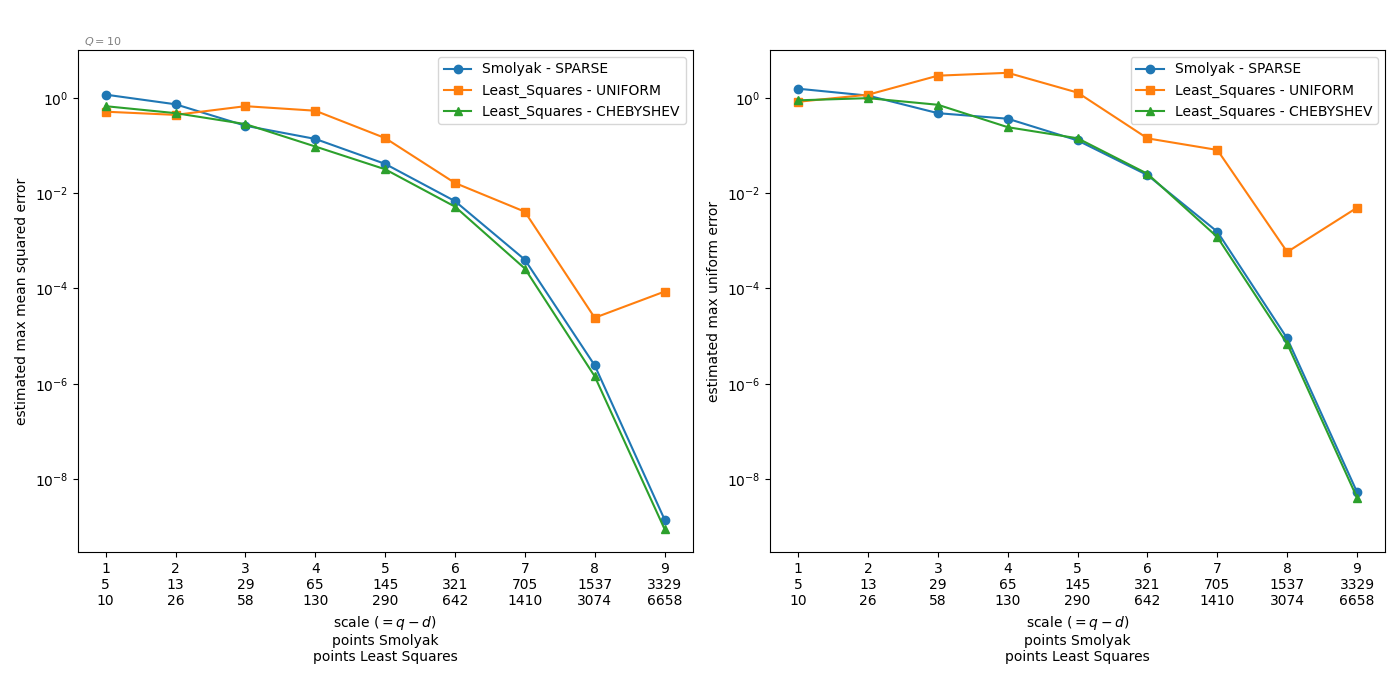 Q = 10
Smolyak - SPARSE
Least_Squares - UNIFORM
Least_Squares - CHEBYSHEV
estimated max mean squared error
10⁰
10⁻²
10⁻⁴
10⁻⁶
10⁻⁸
1 2 3 4 5 6 7 8 9
5 13 29 65 145 321 705 1537 3329
10 26 58 130 290 642 1410 3074 6658
scale (= q − d)
points Smolyak
points Least Squares
Smolyak - SPARSE
Least_Squares - UNIFORM
Least_Squares - CHEBYSHEV
estimated max uniform error
10⁰
10⁻²
10⁻⁴
10⁻⁶
10⁻⁸
1 2 3 4 5 6 7 8 9
5 13 29 65 145 321 705 1537 3329
10 26 58 130 290 642 1410 3074 6658
scale (= q − d)
points Smolyak
points Least Squares